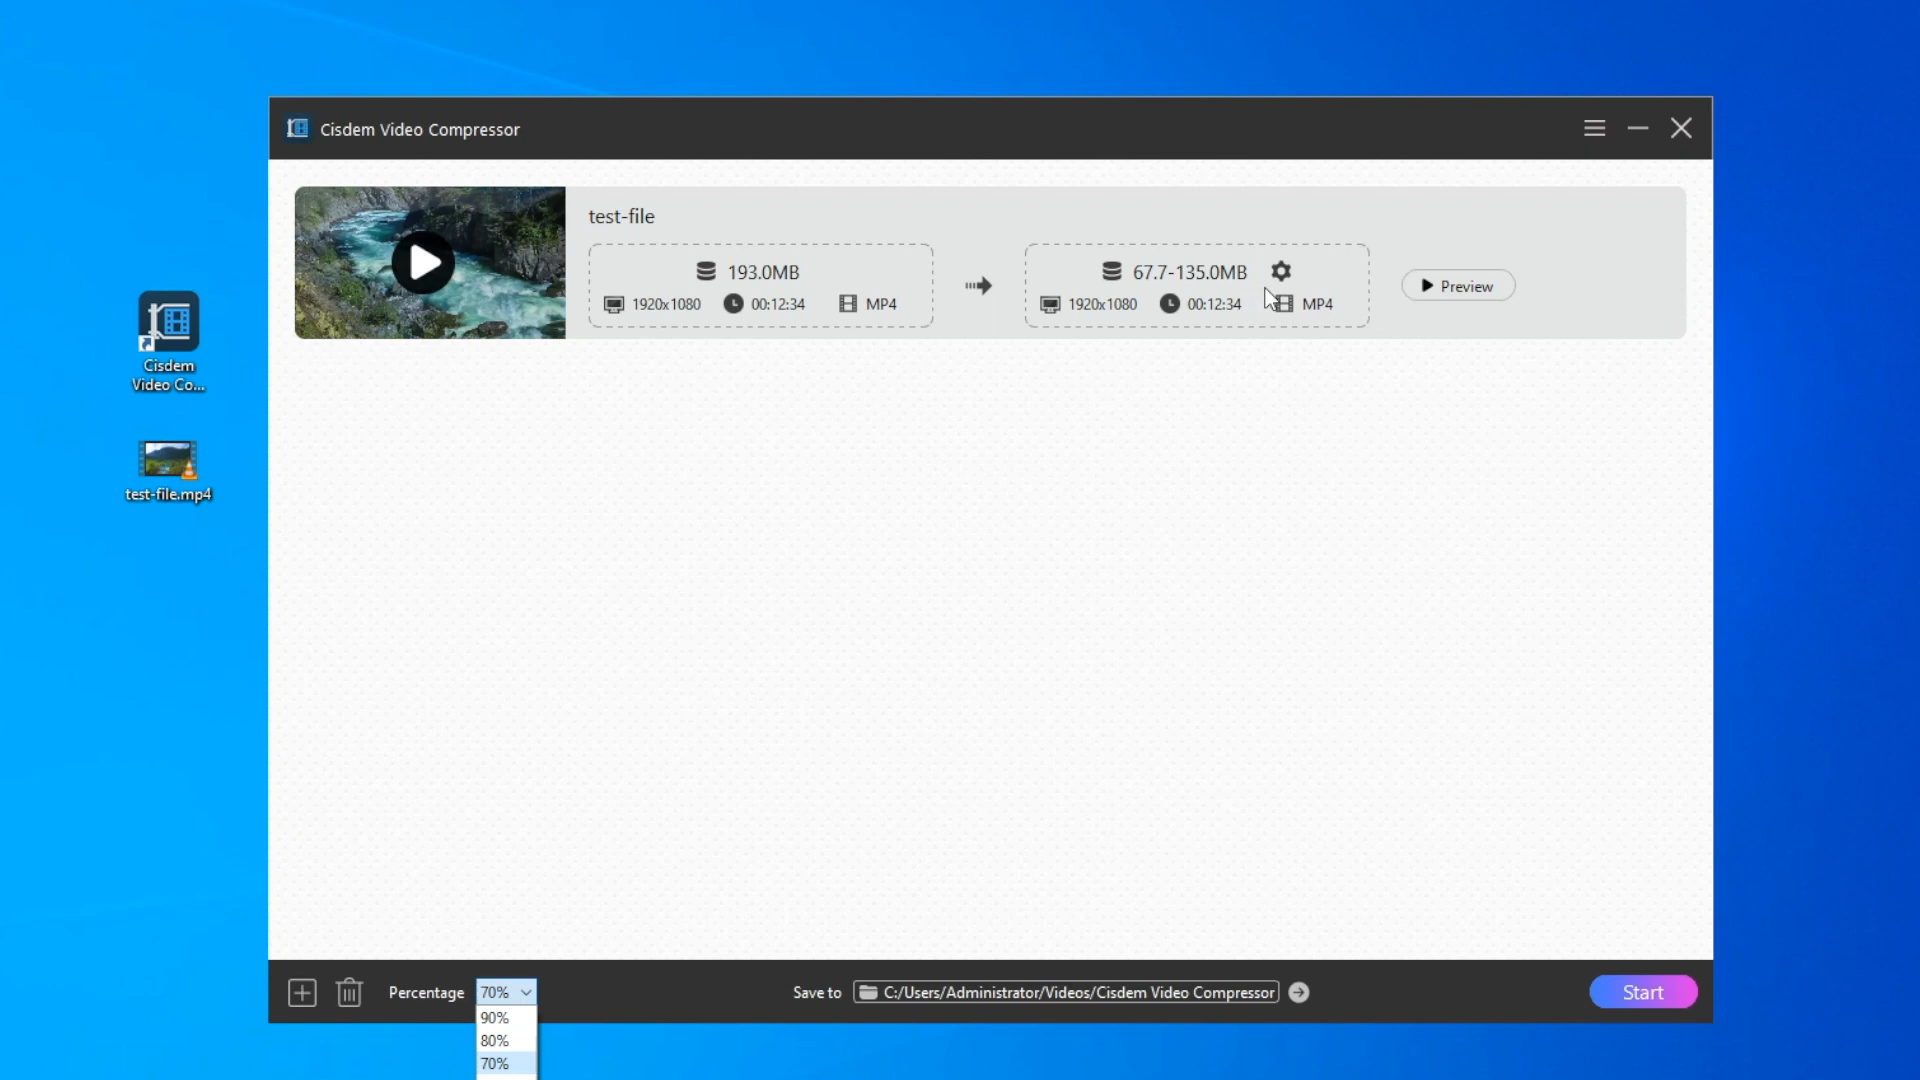 Cisdem Video Compressor
test-file
193.0MB
1920x1080 00:12:34 MP4
67.7-135.0MB
1920x1080 00:12:34 MP4
Preview
Cisdem
Video Co...
test-file.mp4
Percentage 70%
90%
80%
70%
Save to C:/Users/Administrator/Videos/Cisdem Video Compressor
Start